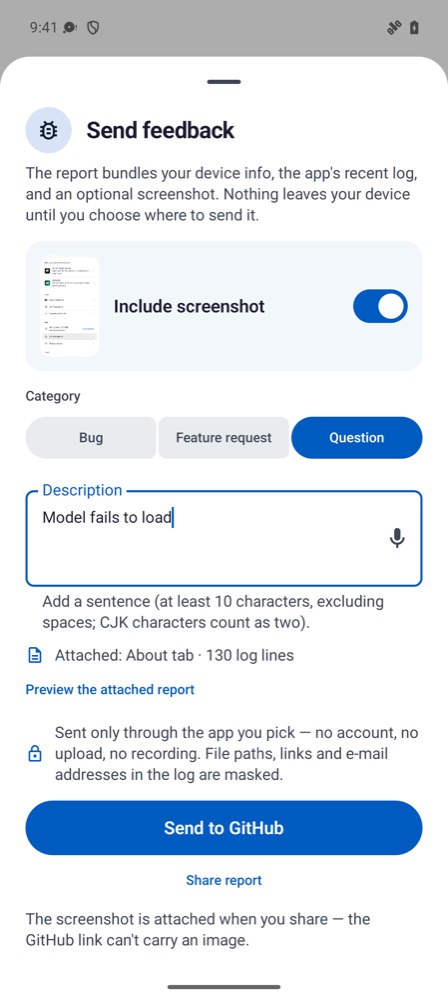 9:41
Send feedback
The report bundles your device info, the app's recent log,
and an optional screenshot. Nothing leaves your device
until you choose where to send it.
Include screenshot
Category
Bug
Feature request
Question
Description
Model fails to load
Add a sentence (at least 10 characters, excluding
spaces; CJK characters count as two).
Attached: About tab · 130 log lines
Preview the attached report
Sent only through the app you pick — no account, no
upload, no recording. File paths, links and e-mail
addresses in the log are masked.
Send to GitHub
Share report
The screenshot is attached when you share — the
GitHub link can't carry an image.